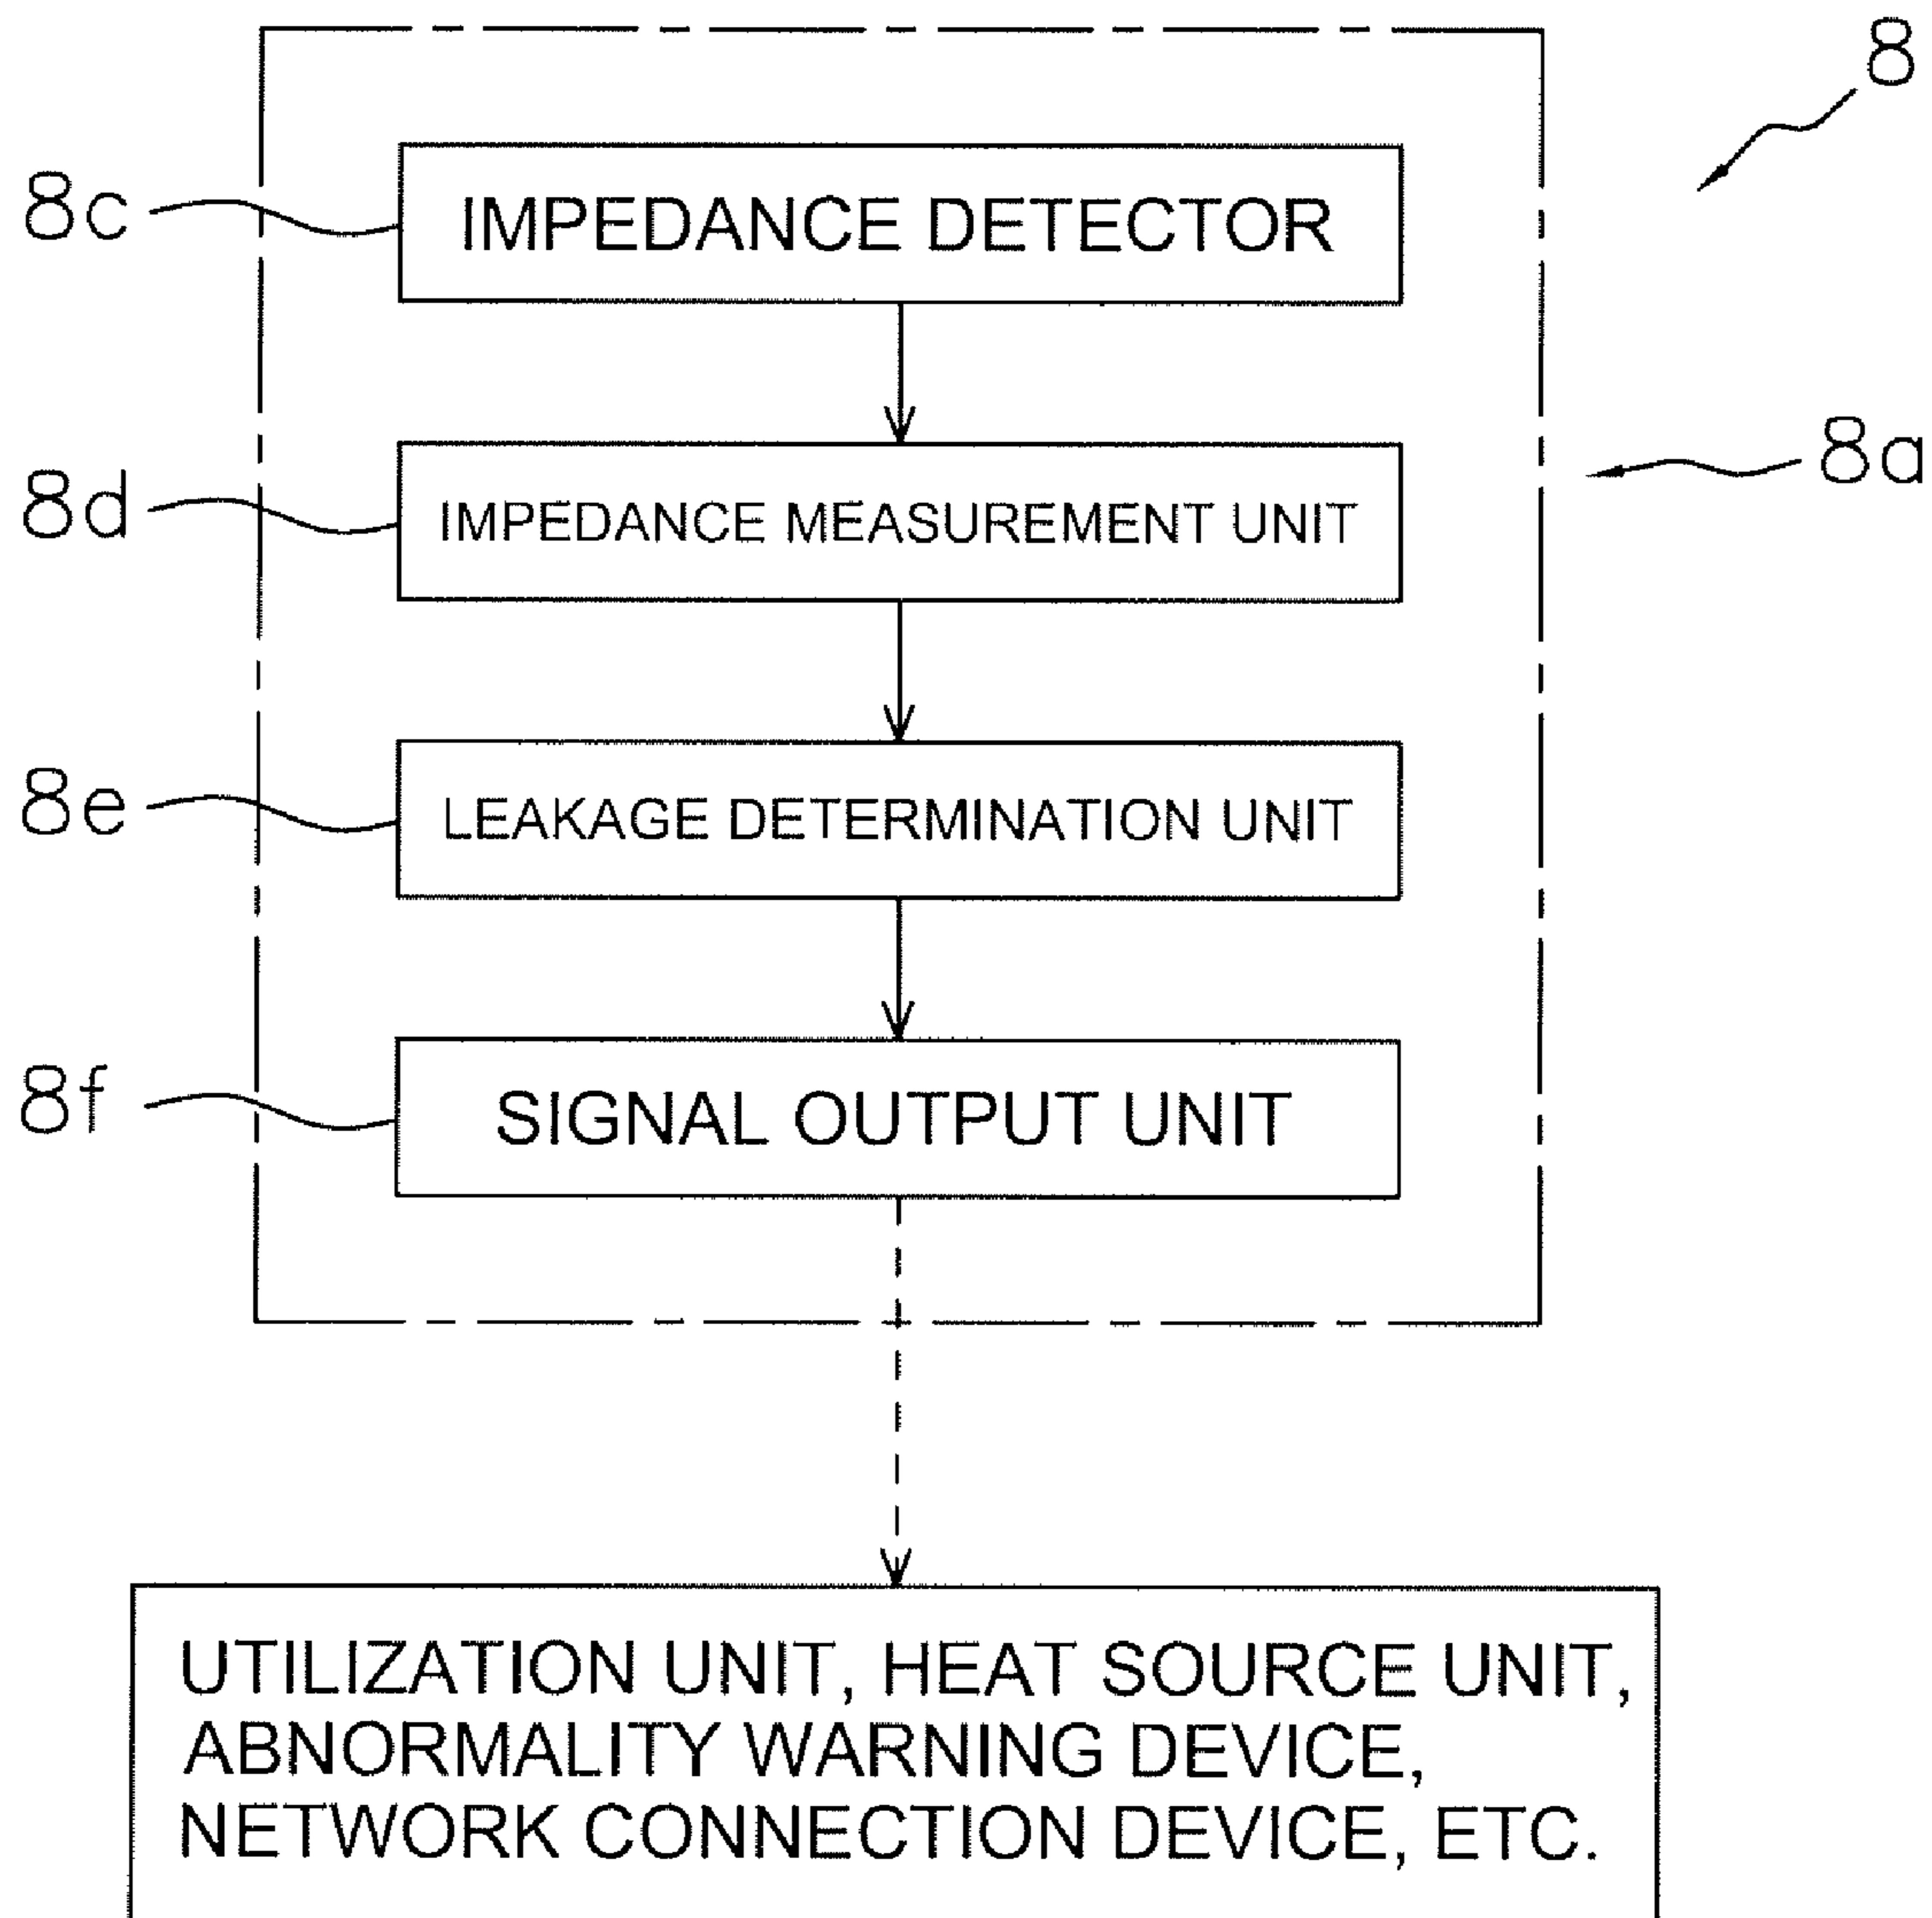 8
8c
IMPEDANCE DETECTOR
8a
8d
IMPEDANCE MEASUREMENT UNIT
8e
LEAKAGE DETERMINATION UNIT
8f
SIGNAL OUTPUT UNIT
UTILIZATION UNIT, HEAT SOURCE UNIT,
ABNORMALITY WARNING DEVICE,
NETWORK CONNECTION DEVICE, ETC.